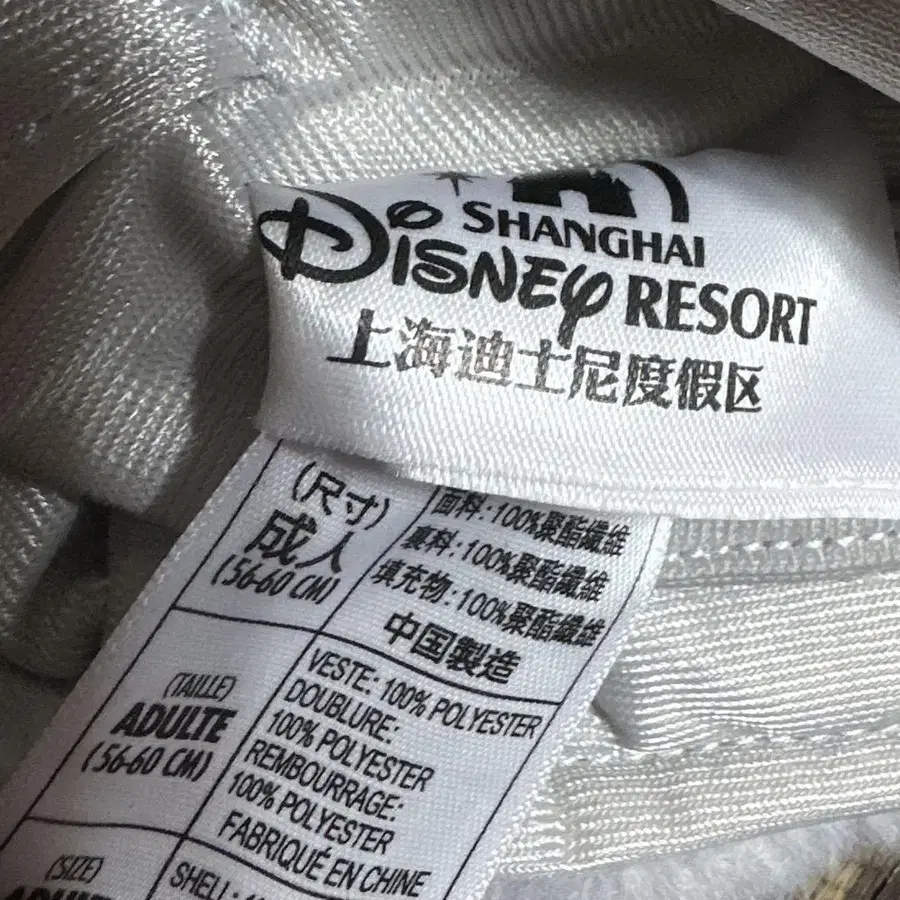 SHANGHAI
Disney RESORT
上海迪士尼度假区
(尺寸)
成人
(56-60 CM)
面料:100%聚酯纖維
裏料:100%聚酯纖維
填充物:100%聚酯纖維
中国製造
(TAILLE)
ADULTE
(56-60 CM)
VESTE: 100% POLYESTER
DOUBLURE:
100% POLYESTER
REMBOURRAGE:
100% POLYESTER
FABRIQUÉ EN CHINE
(SIZE)
SHELL: